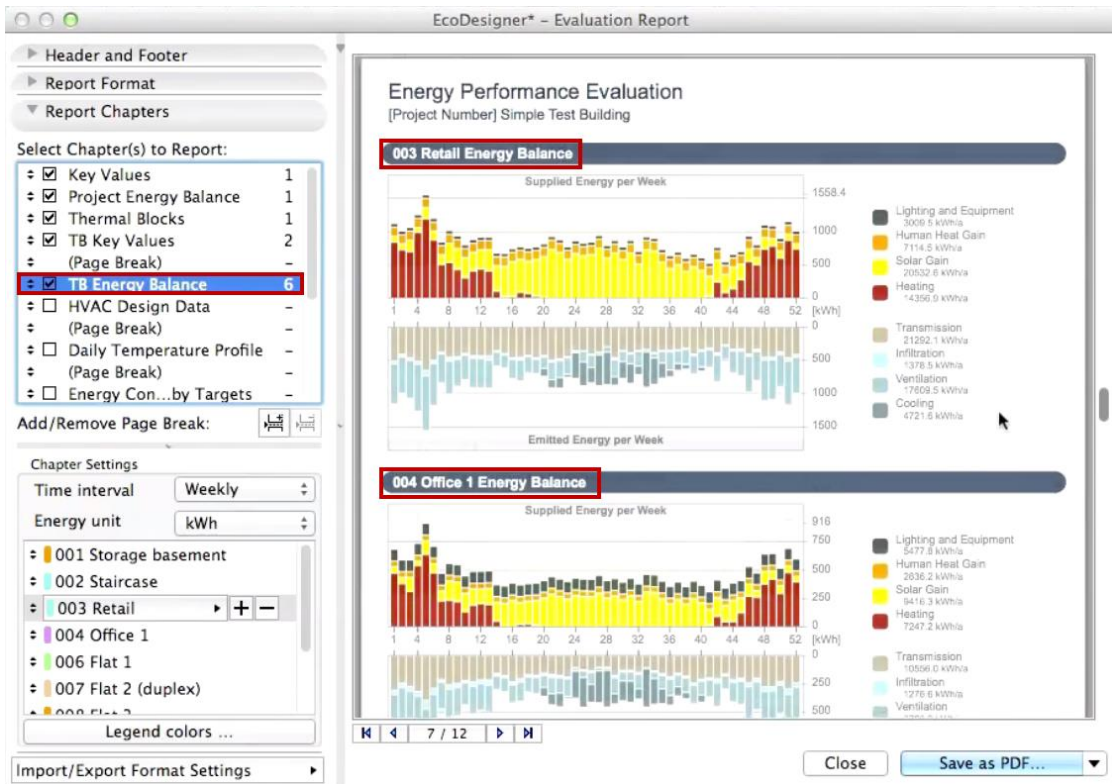 EcoDesigner* – Evaluation Report
Header and Footer
Report Format
Report Chapters
Select Chapter(s) to Report:
Key Values 1
Project Energy Balance 1
Thermal Blocks 1
TB Key Values 2
(Page Break) –
TB Energy Balance 6
HVAC Design Data –
(Page Break) –
Daily Temperature Profile –
(Page Break) –
Energy Con...by Targets –
Add/Remove Page Break:
Chapter Settings
Time interval Weekly
Energy unit kWh
001 Storage basement
002 Staircase
003 Retail
004 Office 1
006 Flat 1
007 Flat 2 (duplex)
Legend colors ...
Import/Export Format Settings
Energy Performance Evaluation
[Project Number] Simple Test Building
003 Retail Energy Balance
Supplied Energy per Week
1558.4
1000
500
0
1 4 8 12 16 20 24 28 32 36 40 44 48 52 [kWh]
0
500
1000
1500
Emitted Energy per Week
Lighting and Equipment
3009.5 kWh/a
Human Heat Gain
7114.5 kWh/a
Solar Gain
20532.6 kWh/a
Heating
14356.9 kWh/a
Transmission
21292.1 kWh/a
Infiltration
1378.5 kWh/a
Ventilation
17609.5 kWh/a
Cooling
4721.6 kWh/a
004 Office 1 Energy Balance
Supplied Energy per Week
916
750
500
250
0
1 4 8 12 16 20 24 28 32 36 40 44 48 52 [kWh]
0
250
500
Lighting and Equipment
5477.8 kWh/a
Human Heat Gain
2636.2 kWh/a
Solar Gain
9416.3 kWh/a
Heating
7247.2 kWh/a
Transmission
10556.0 kWh/a
Infiltration
1276.6 kWh/a
Ventilation
7 / 12
Close
Save as PDF...